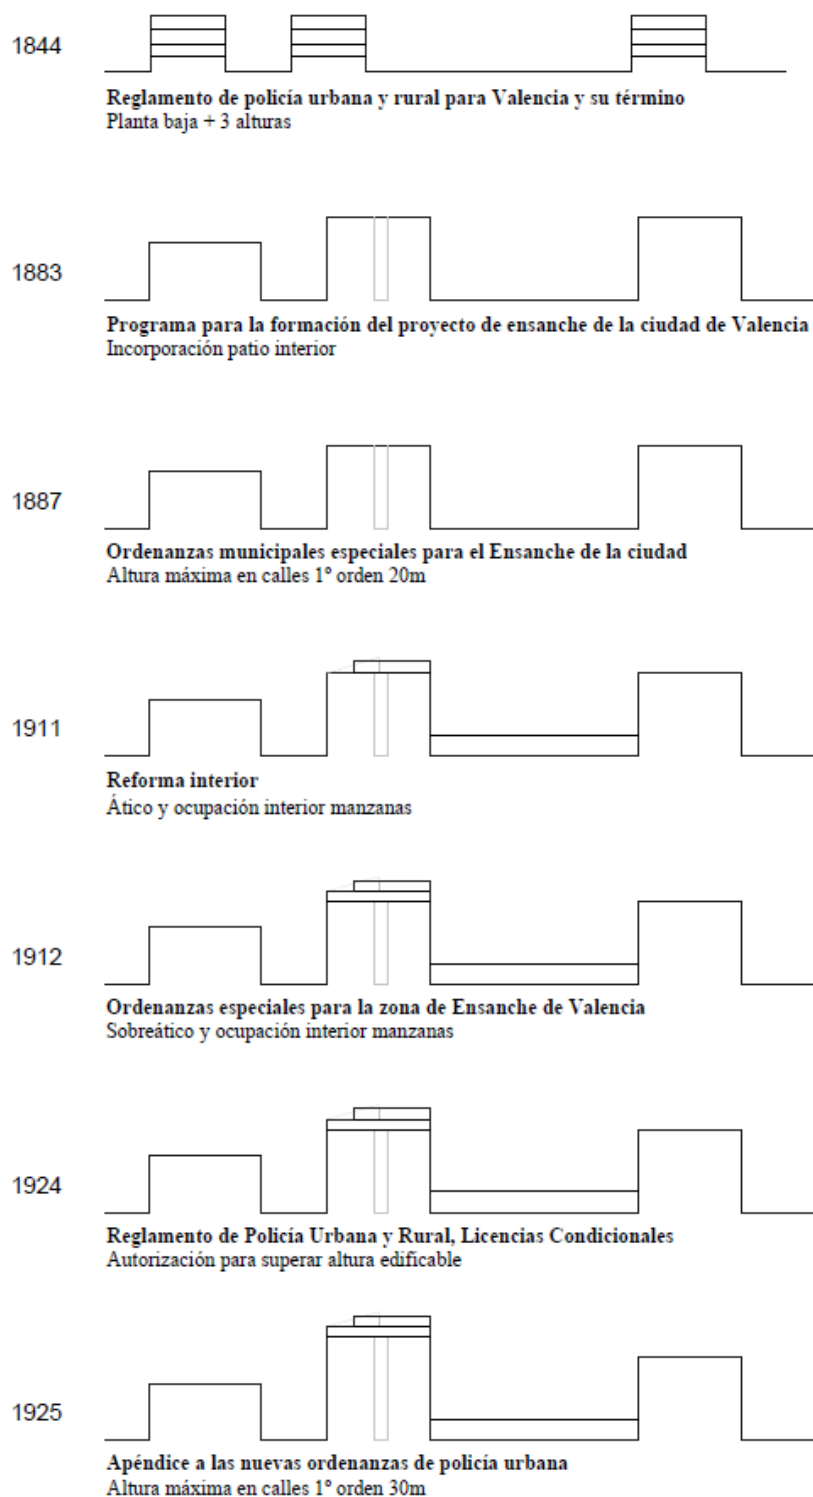 1844
Reglamento de policía urbana y rural para Valencia y su término
Planta baja + 3 alturas
1883
Programa para la formación del proyecto de ensanche de la ciudad de Valencia
Incorporación patio interior
1887
Ordenanzas municipales especiales para el Ensanche de la ciudad
Altura máxima en calles 1º orden 20m
1911
Reforma interior
Ático y ocupación interior manzanas
1912
Ordenanzas especiales para la zona de Ensanche de Valencia
Sobreático y ocupación interior manzanas
1924
Reglamento de Policía Urbana y Rural, Licencias Condicionales
Autorización para superar altura edificable
1925
Apéndice a las nuevas ordenanzas de policía urbana
Altura máxima en calles 1º orden 30m